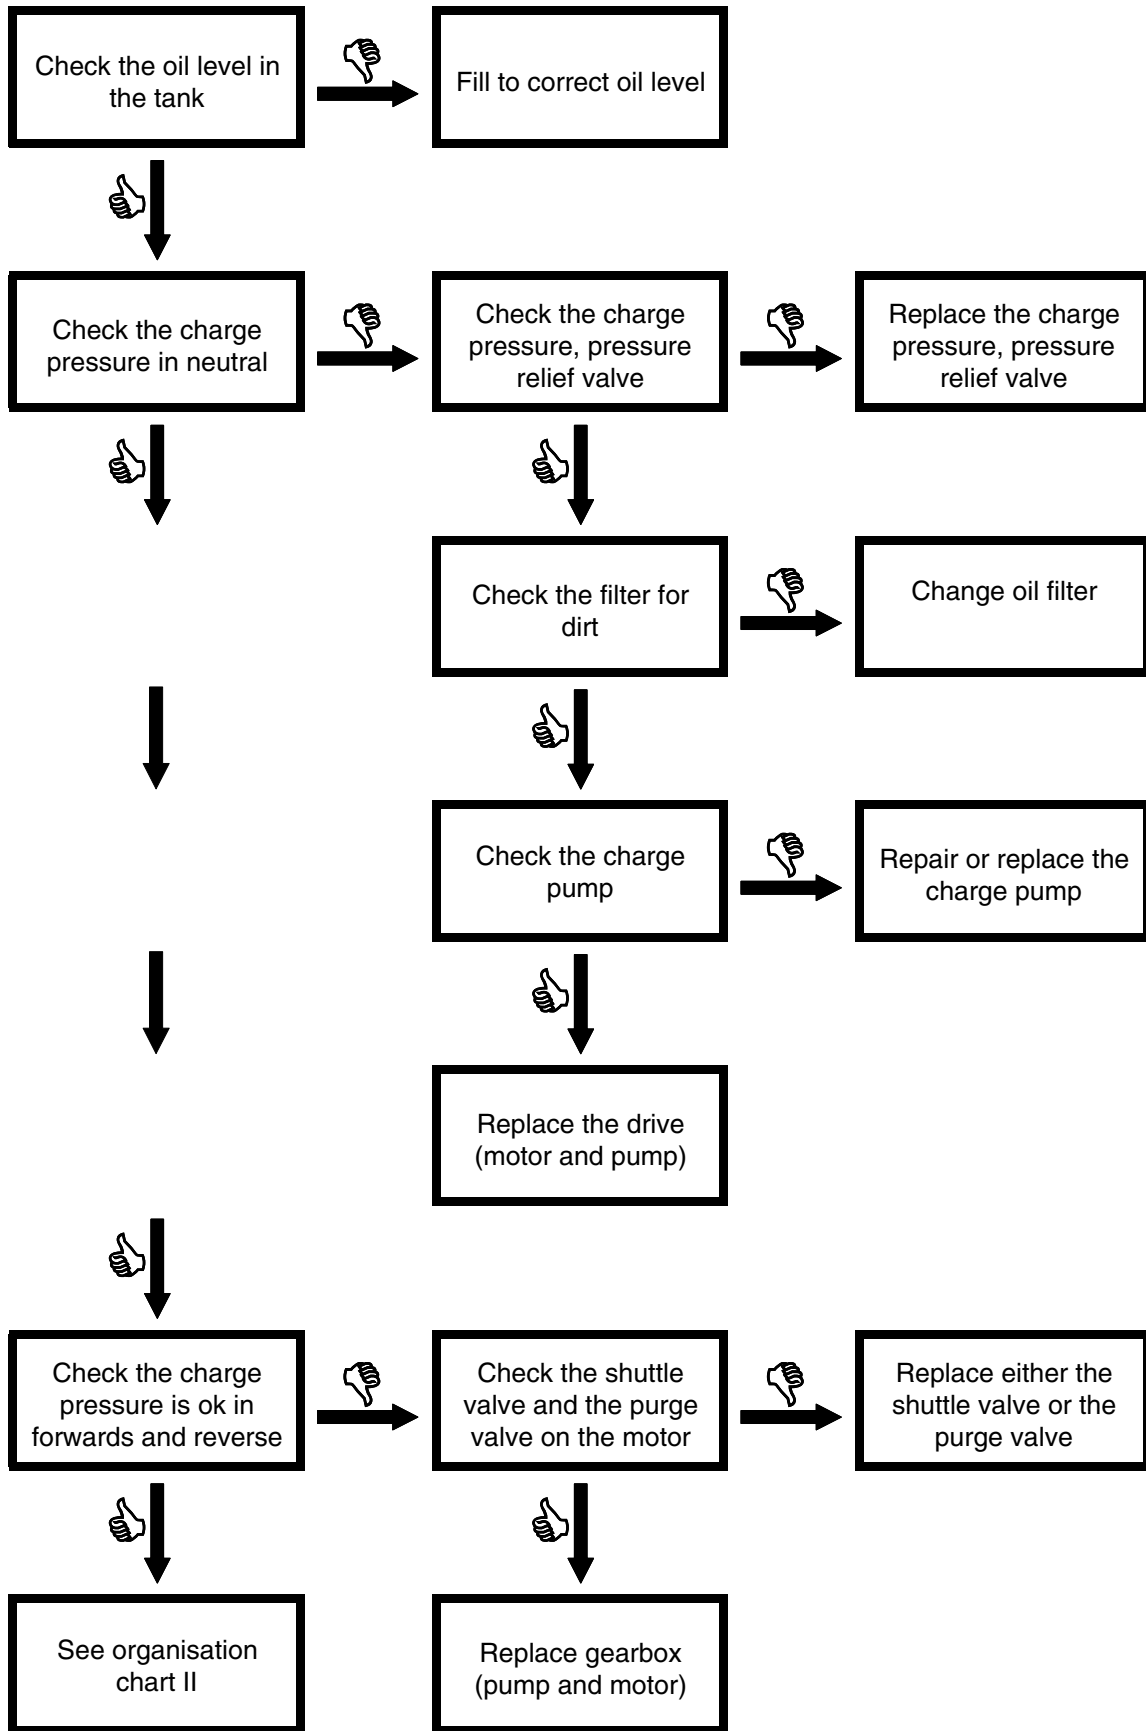 Check the oil level in
the tank
Fill to correct oil level
Check the charge
pressure in neutral
Check the charge
pressure, pressure
relief valve
Replace the charge
pressure, pressure
relief valve
Check the filter for
dirt
Change oil filter
Check the charge
pump
Repair or replace the
charge pump
Replace the drive
(motor and pump)
Check the charge
pressure is ok in
forwards and reverse
Check the shuttle
valve and the purge
valve on the motor
Replace either the
shuttle valve or the
purge valve
See organisation
chart II
Replace gearbox
(pump and motor)